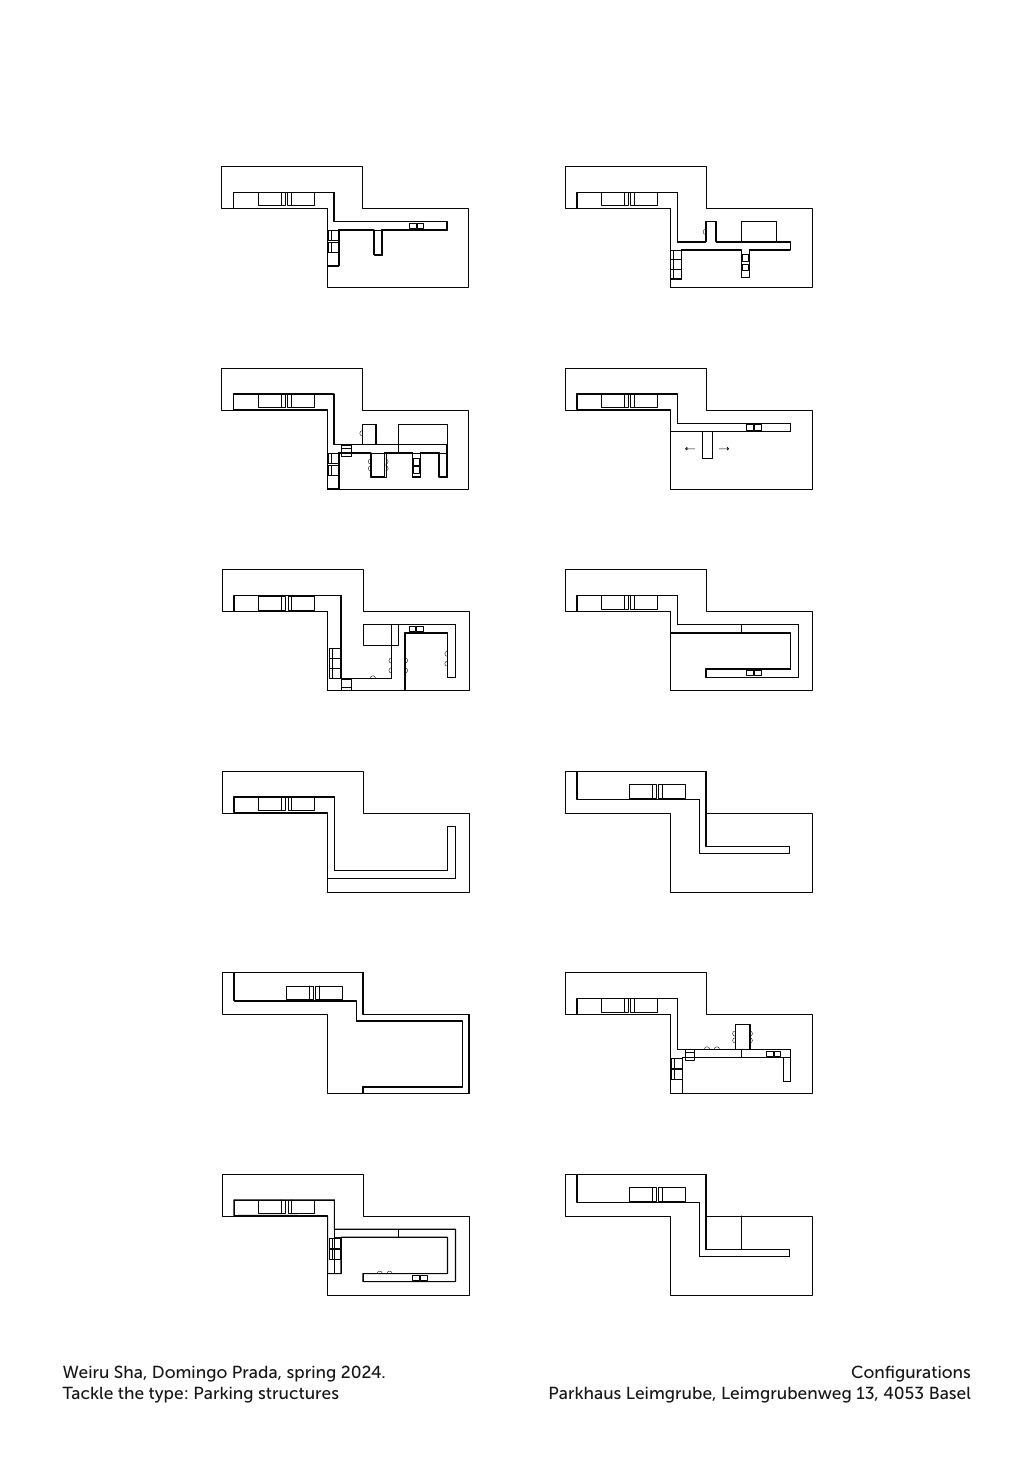 Weiru Sha, Domingo Prada, spring 2024.
Tackle the type: Parking structures
Configurations
Parkhaus Leimgrube, Leimgrubenweg 13, 4053 Basel